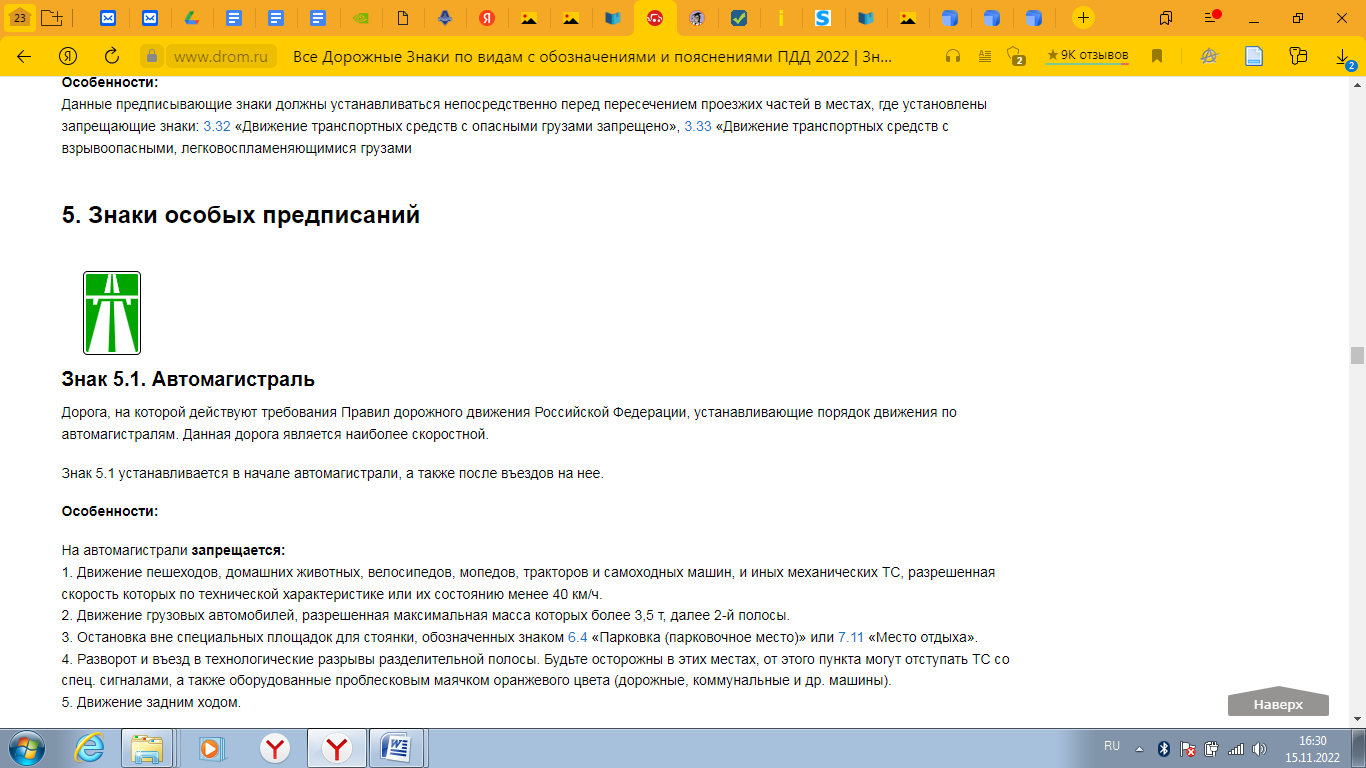 23
www.drom.ru
Все Дорожные Знаки по видам с обозначениями и пояснениями ПДД 2022 | Зн...
2
★ 9K отзывов
2
Особенности:
Данные предписывающие знаки должны устанавливаться непосредственно перед пересечением проезжих частей в местах, где установлены
запрещающие знаки: 3.32 «Движение транспортных средств с опасными грузами запрещено», 3.33 «Движение транспортных средств с
взрывоопасными, легковоспламеняющимися грузами
5. Знаки особых предписаний
Знак 5.1. Автомагистраль
Дорога, на которой действуют требования Правил дорожного движения Российской Федерации, устанавливающие порядок движения по
автомагистралям. Данная дорога является наиболее скоростной.
Знак 5.1 устанавливается в начале автомагистрали, а также после въездов на нее.
Особенности:
На автомагистрали запрещается:
1. Движение пешеходов, домашних животных, велосипедов, мопедов, тракторов и самоходных машин, и иных механических ТС, разрешенная
скорость которых по технической характеристике или их состоянию менее 40 км/ч.
2. Движение грузовых автомобилей, разрешенная максимальная масса которых более 3,5 т, далее 2-й полосы.
3. Остановка вне специальных площадок для стоянки, обозначенных знаком 6.4 «Парковка (парковочное место)» или 7.11 «Место отдыха».
4. Разворот и въезд в технологические разрывы разделительной полосы. Будьте осторожны в этих местах, от этого пункта могут отступать ТС со
спец. сигналами, а также оборудованные проблесковым маячком оранжевого цвета (дорожные, коммунальные и др. машины).
5. Движение задним ходом.
Наверх
RU
16:30
15.11.2022